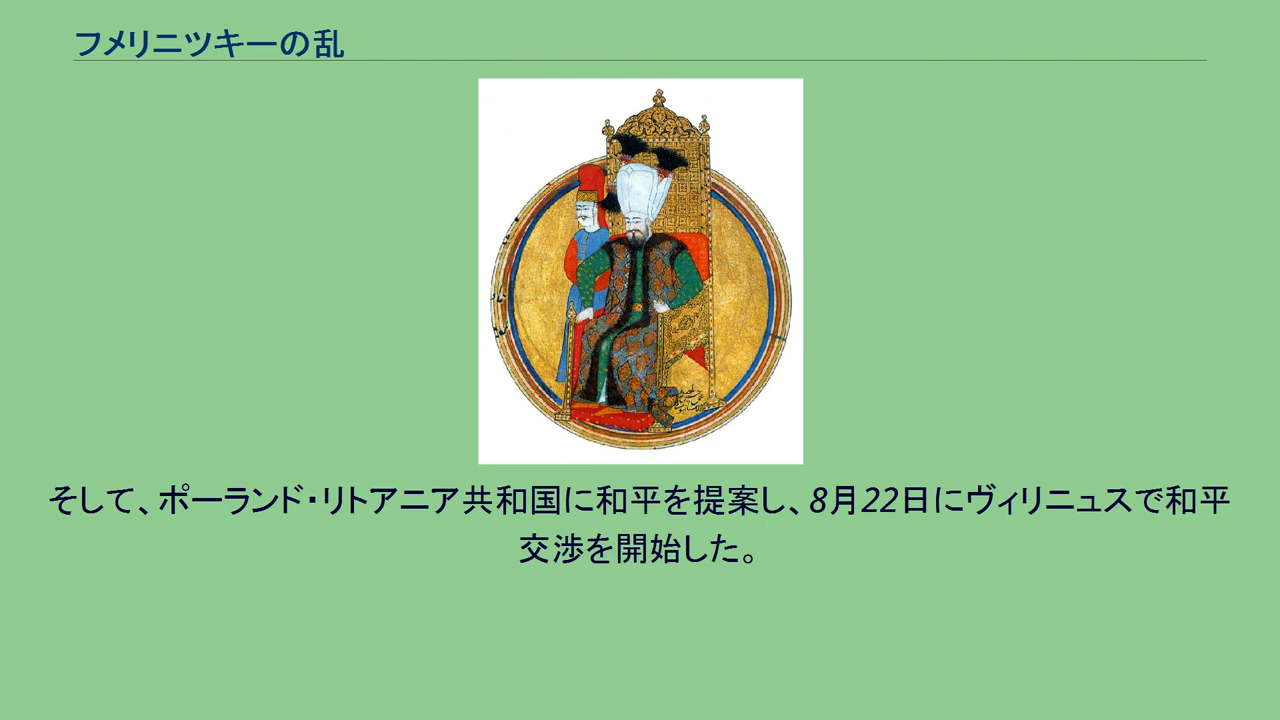 フメリニツキーの乱
そして、ポーランド・リトアニア共和国に和平を提案し、8月22日にヴィリニュスで和平
交渉を開始した。